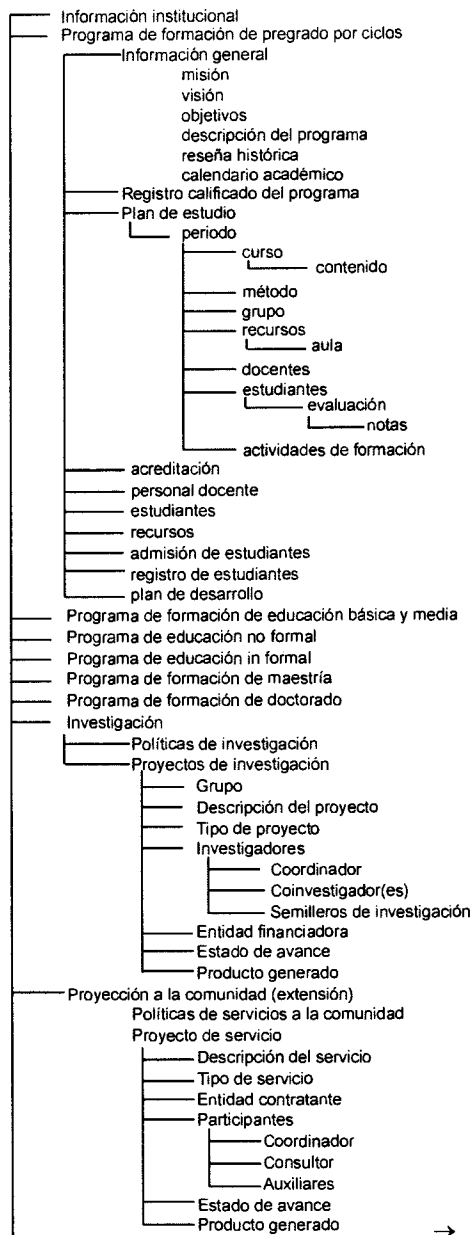 Información institucional
Programa de formación de pregrado por ciclos
Información general
misión
visión
objetivos
descripción del programa
reseña histórica
calendario académico
Registro calificado del programa
Plan de estudio
periodo
curso
contenido
método
grupo
recursos
aula
docentes
estudiantes
evaluación
notas
actividades de formación
acreditación
personal docente
estudiantes
recursos
admisión de estudiantes
registro de estudiantes
plan de desarrollo
Programa de formación de educación básica y media
Programa de educación no formal
Programa de educación in formal
Programa de formación de maestría
Programa de formación de doctorado
Investigación
Políticas de investigación
Proyectos de investigación
Grupo
Descripción del proyecto
Tipo de proyecto
Investigadores
Coordinador
Coinvestigador(es)
Semilleros de investigación
Entidad financiadora
Estado de avance
Producto generado
Proyección a la comunidad (extensión)
Políticas de servicios a la comunidad
Proyecto de servicio
Descripción del servicio
Tipo de servicio
Entidad contratante
Participantes
Coordinador
Consultor
Auxiliares
Estado de avance
Producto generado